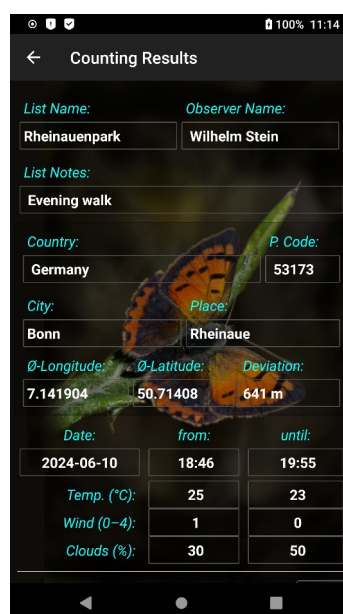 100% 11:14
Counting Results
List Name: Observer Name:
Rheinauenpark Wilhelm Stein
List Notes:
Evening walk
Country: P. Code:
Germany 53173
City: Place:
Bonn Rheinaue
Ø-Longitude: Ø-Latitude: Deviation:
7.141904 50.71408 641 m
Date: from: until:
2024-06-10 18:46 19:55
Temp. (°C): 25 23
Wind (0–4): 1 0
Clouds (%): 30 50